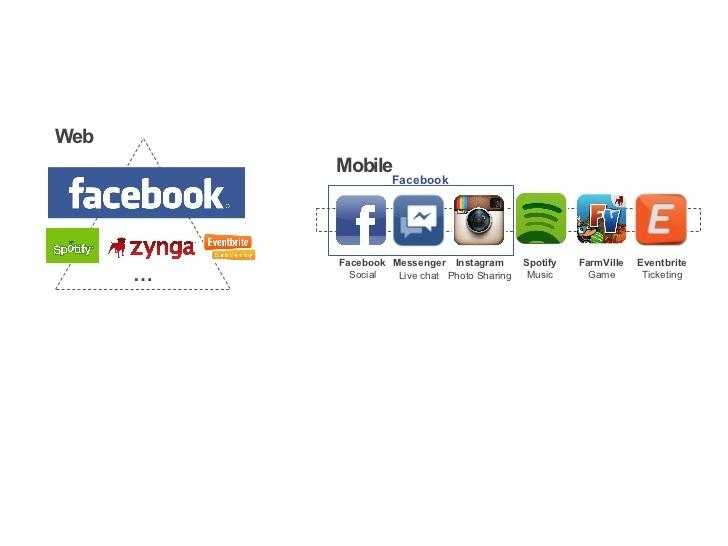 Web
facebook
Spotify
zynga
Eventbrite
...
Mobile
Facebook
f
FV
E
Facebook Messenger Instagram Spotify FarmVille Eventbrite
Social Live chat Photo Sharing Music Game Ticketing